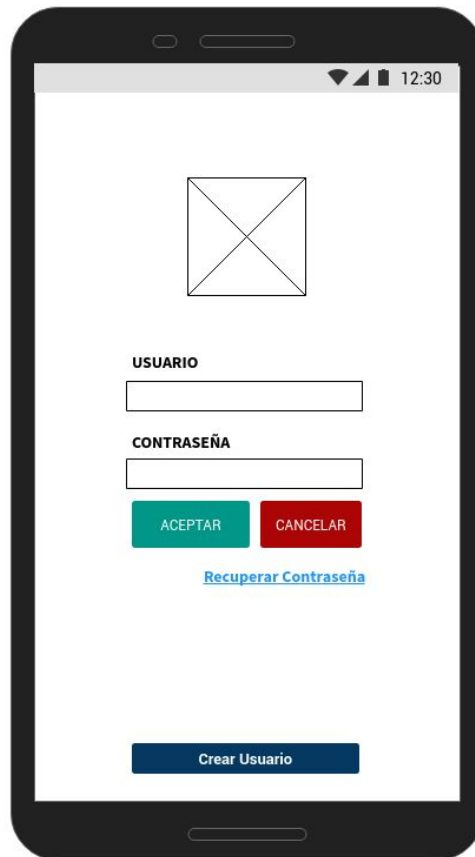 12:30
USUARIO
CONTRASEÑA
ACEPTAR CANCELAR
Recuperar Contraseña
Crear Usuario